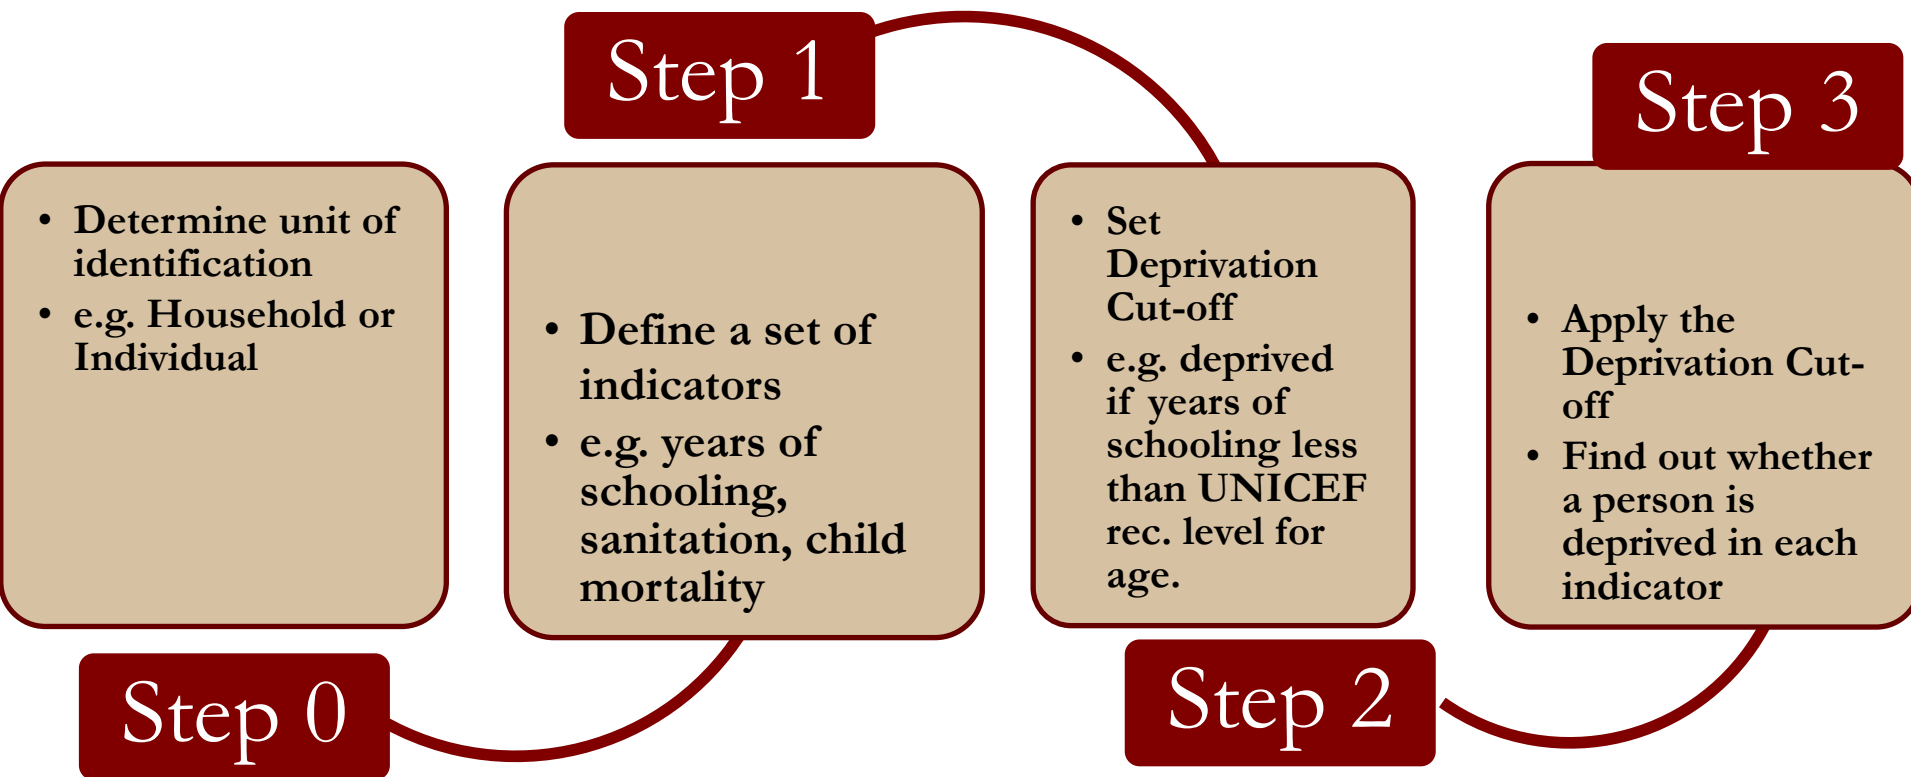 Step 0
• Determine unit of
identification
• e.g. Household or
Individual
Step 1
• Define a set of
indicators
• e.g. years of
schooling,
sanitation, child
mortality
Step 2
• Set
Deprivation
Cut-off
• e.g. deprived
if years of
schooling less
than UNICEF
rec. level for
age.
Step 3
• Apply the
Deprivation Cut-
off
• Find out whether
a person is
deprived in each
indicator